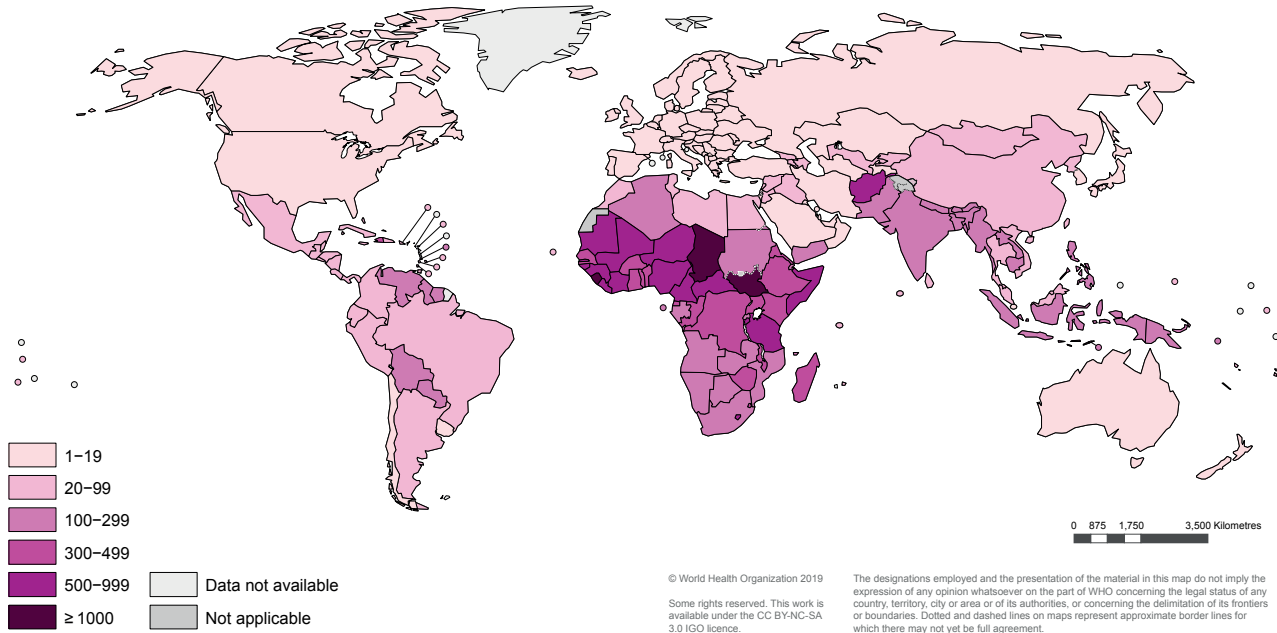 1−19
20−99
100−299
300−499
500−999
≥ 1000
Data not available
Not applicable
0 875 1,750 3,500 Kilometres
© World Health Organization 2019
Some rights reserved. This work is
available under the CC BY-NC-SA
3.0 IGO licence.
The designations employed and the presentation of the material in this map do not imply the
expression of any opinion whatsoever on the part of WHO concerning the legal status of any
country, territory, city or area or of its authorities, or concerning the delimitation of its frontiers
or boundaries. Dotted and dashed lines on maps represent approximate border lines for
which there may not yet be full agreement.